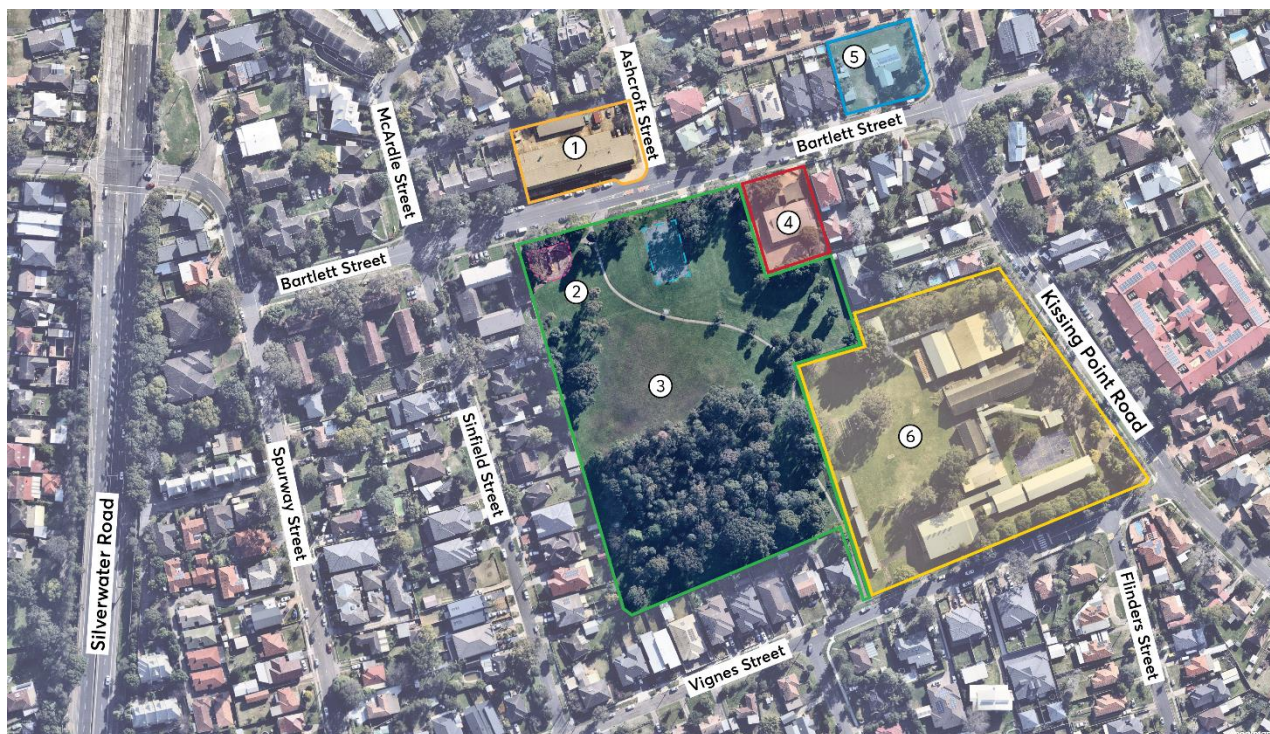 Ashcroft Street
5
McArdle Street
1
Bartlett Street
4
Bartlett Street
2
Kissing Point Road
3
Sinfield Street
6
Spurway Street
Silverwater Road
Flinders Street
Vignes Street